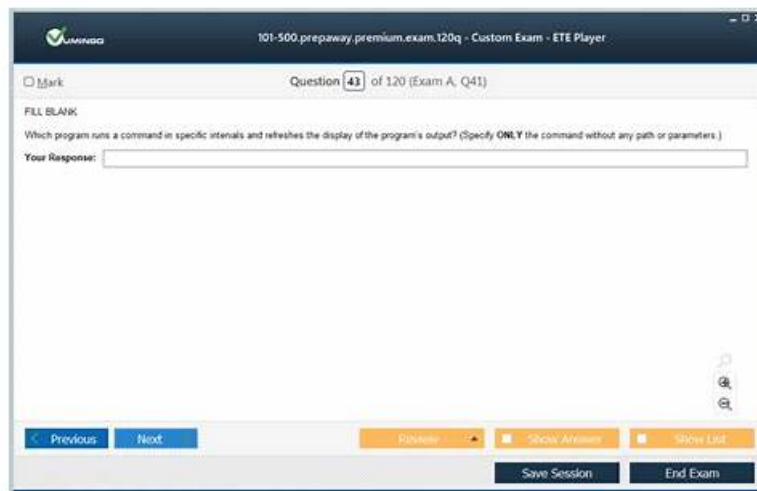 VUMINGO
101-500.prepaway.premium.exam.120q - Custom Exam - ETE Player
Mark
Question 43 of 120 (Exam A, Q41)
FILL BLANK
Which program runs a command in specific intervals and refreshes the display of the program's output? (Specify ONLY the command without any path or parameters.)
Your Response:
Previous Next Review Show Answer Show List
Save Session End Exam